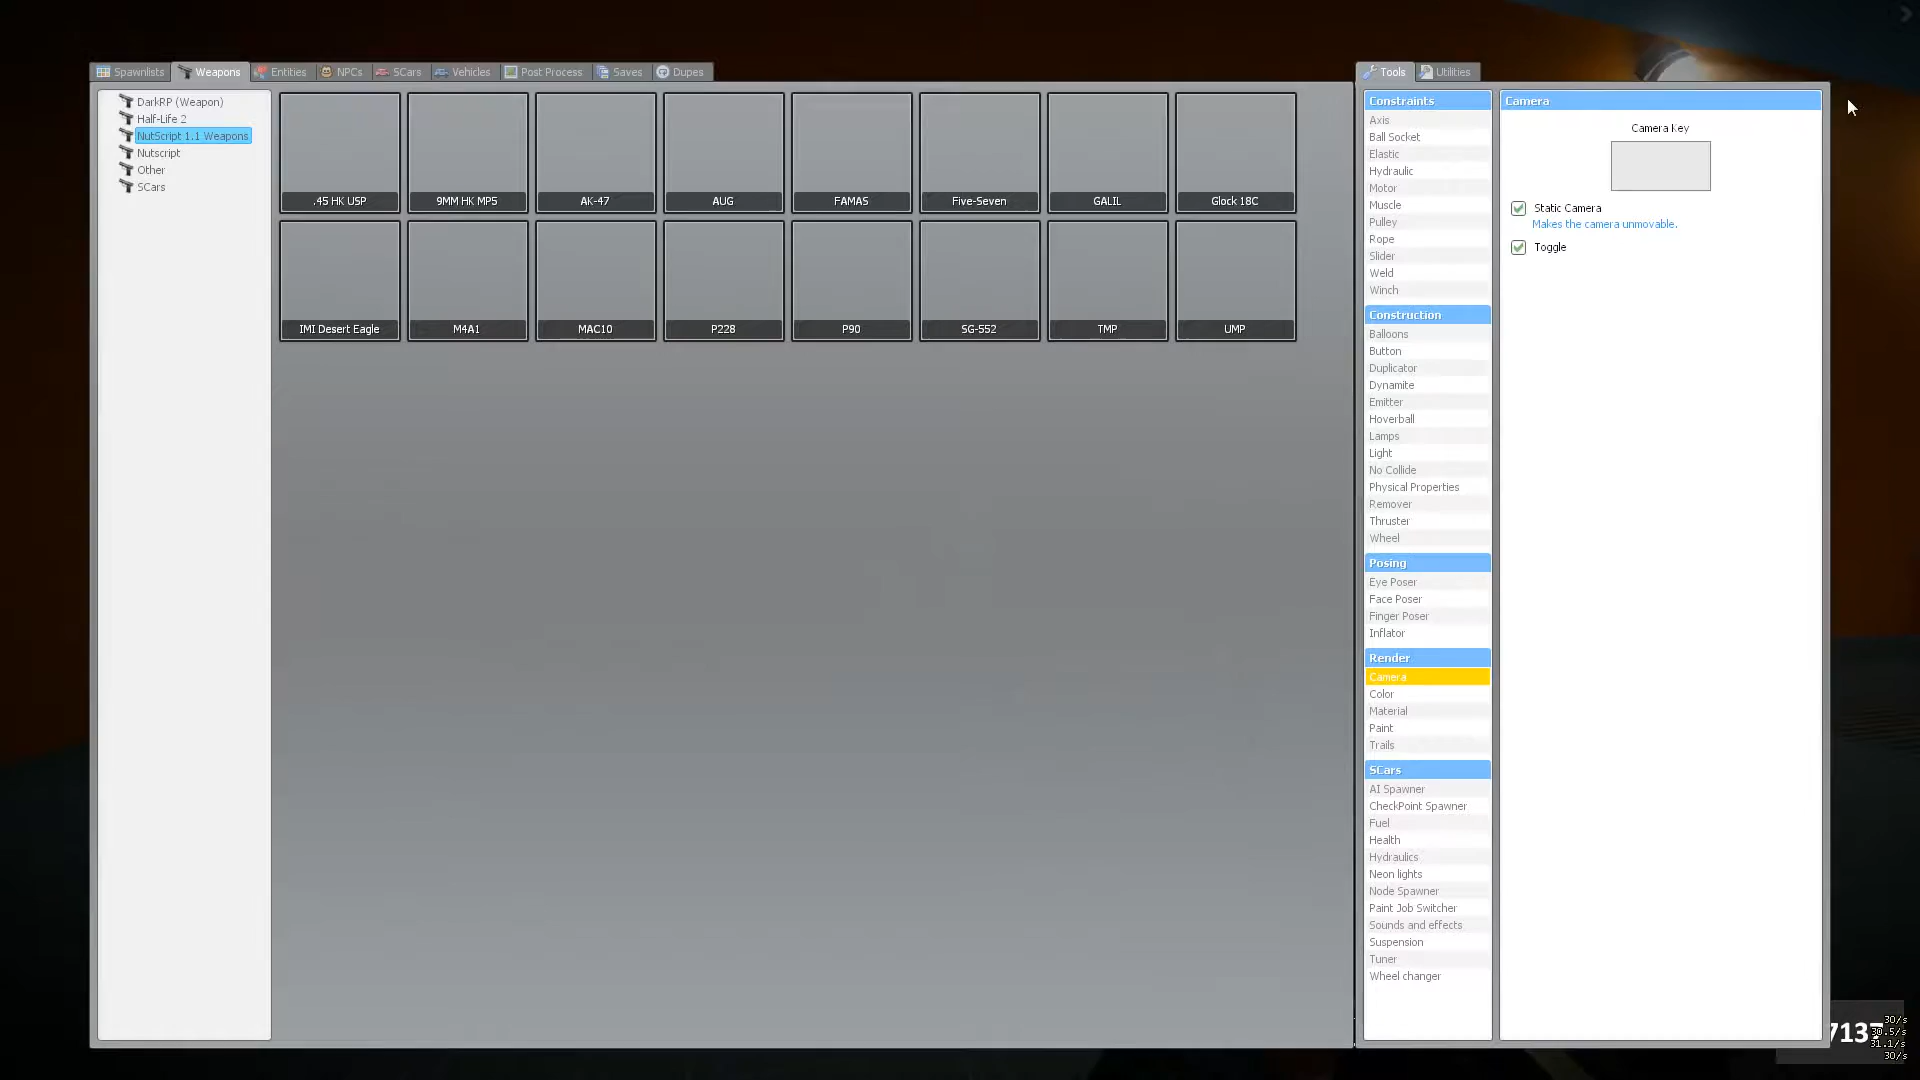 Spawnlists Weapons Entities NPCs SCars Vehicles Post Process Saves Dupes
DarkRP (Weapon)
Half-Life 2
NutScript 1.1 Weapons
Nutscript
Other
SCars
.45 HK USP 9MM HK MP5 AK-47 AUG FAMAS Five-Seven GALIL Glock 18C
IMI Desert Eagle M4A1 MAC10 P228 P90 SG-552 TMP UMP
Tools Utilities
Constraints
Axis
Ball Socket
Elastic
Hydraulic
Motor
Muscle
Pulley
Rope
Slider
Weld
Winch
Construction
Balloons
Button
Duplicator
Dynamite
Emitter
Hoverball
Lamps
Light
No Collide
Physical Properties
Remover
Thruster
Wheel
Posing
Eye Poser
Face Poser
Finger Poser
Inflator
Render
Camera
Color
Material
Paint
Trails
SCars
AI Spawner
CheckPoint Spawner
Fuel
Health
Hydraulics
Neon lights
Node Spawner
Paint Job Switcher
Sounds and effects
Suspension
Tuner
Wheel changer
Camera
Camera Key
Static Camera
Makes the camera unmovable.
Toggle
30/s
30.5/s
31.1/s
30/s